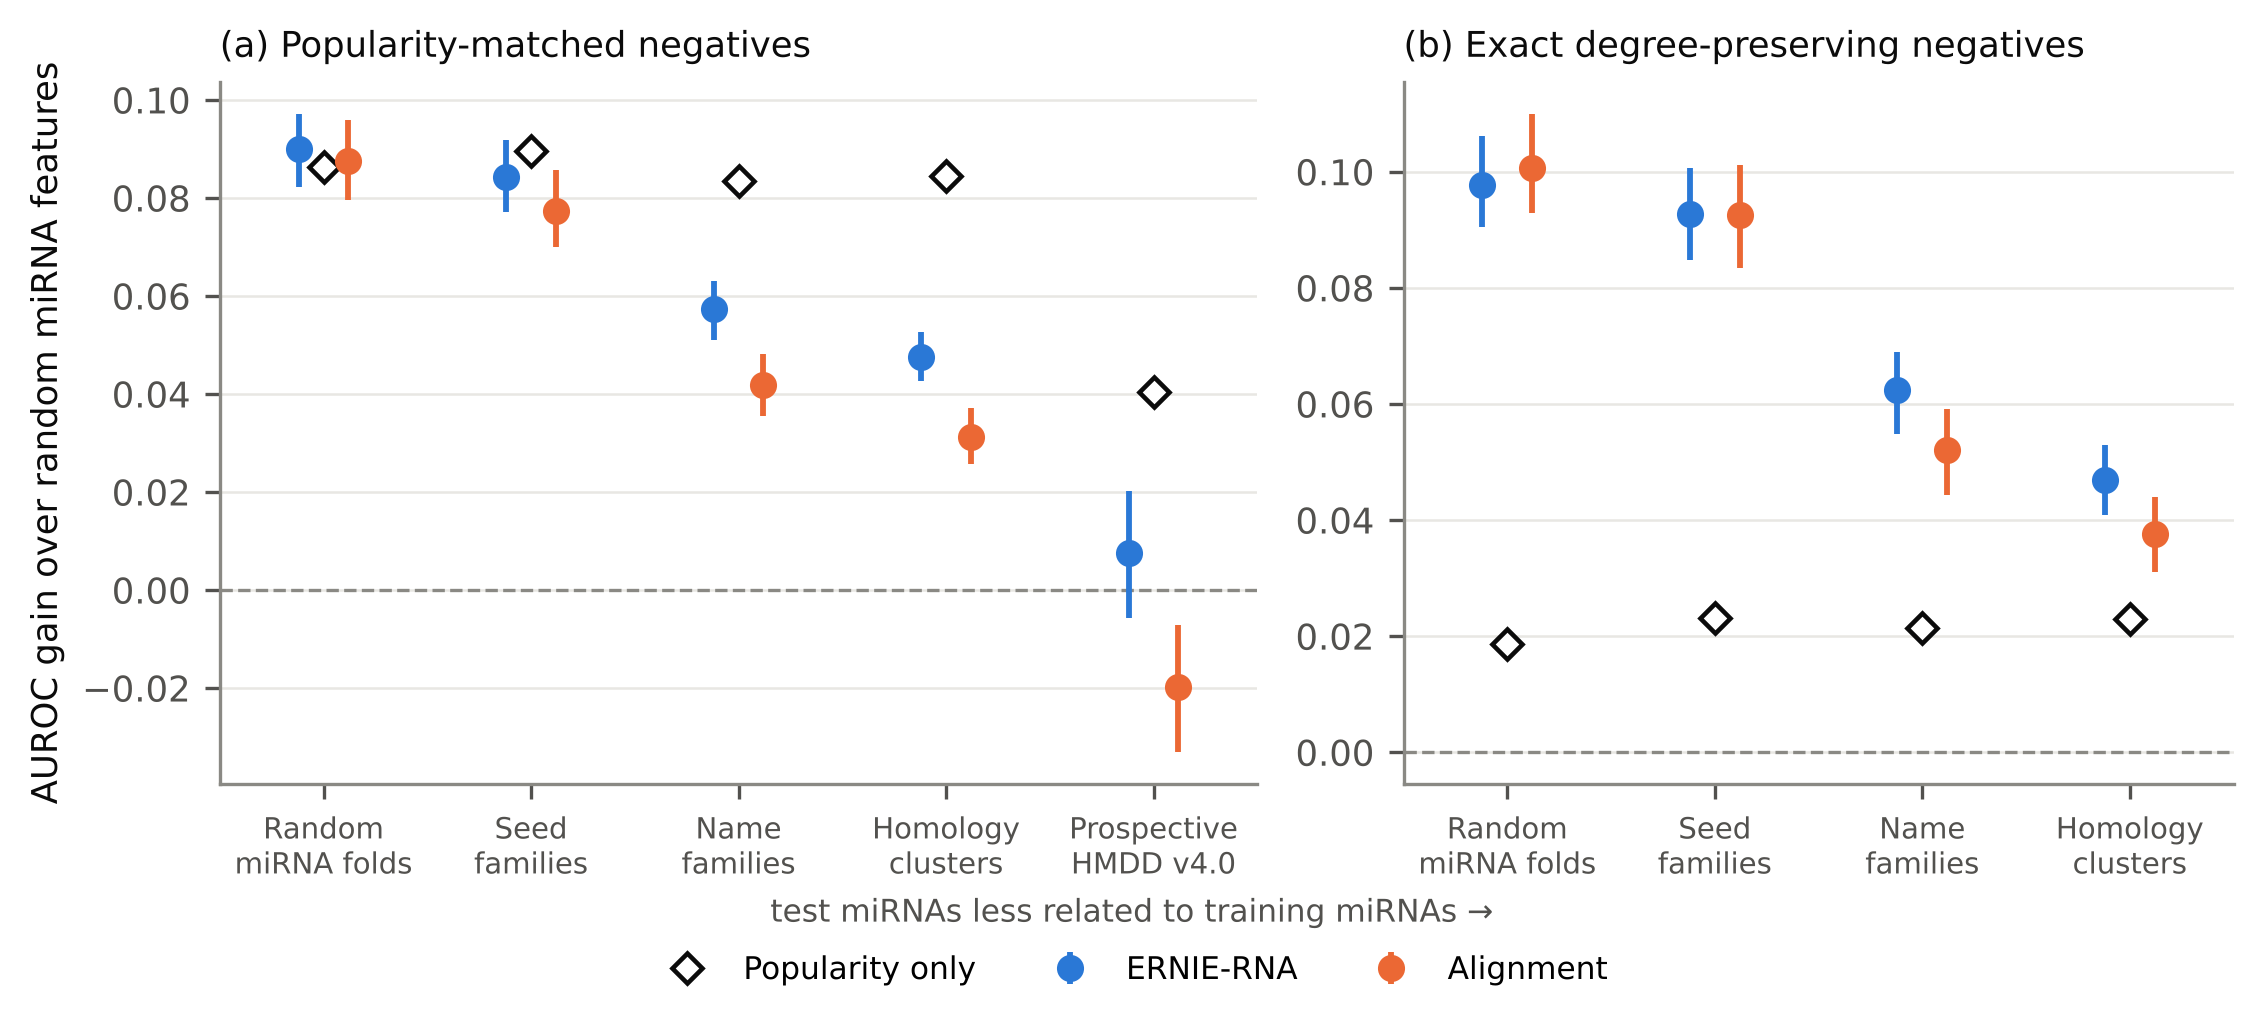 (a) Popularity-matched negatives
AUROC gain over random miRNA features
0.10
0.08
0.06
0.04
0.02
0.00
−0.02
Random
miRNA folds
Seed
families
Name
families
Homology
clusters
Prospective
HMDD v4.0
(b) Exact degree-preserving negatives
0.10
0.08
0.06
0.04
0.02
0.00
Random
miRNA folds
Seed
families
Name
families
Homology
clusters
test miRNAs less related to training miRNAs →
Popularity only
ERNIE-RNA
Alignment